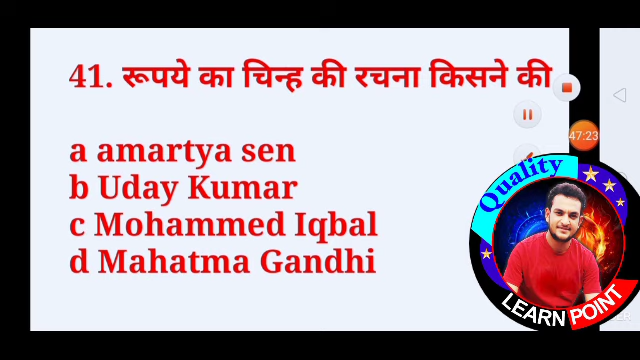 41. रूपये का चिन्ह की रचना किसने की
a amartya sen
b Uday Kumar
c Mohammed Iqbal
d Mahatma Gandhi
47:23
Quality
LEARN POINT